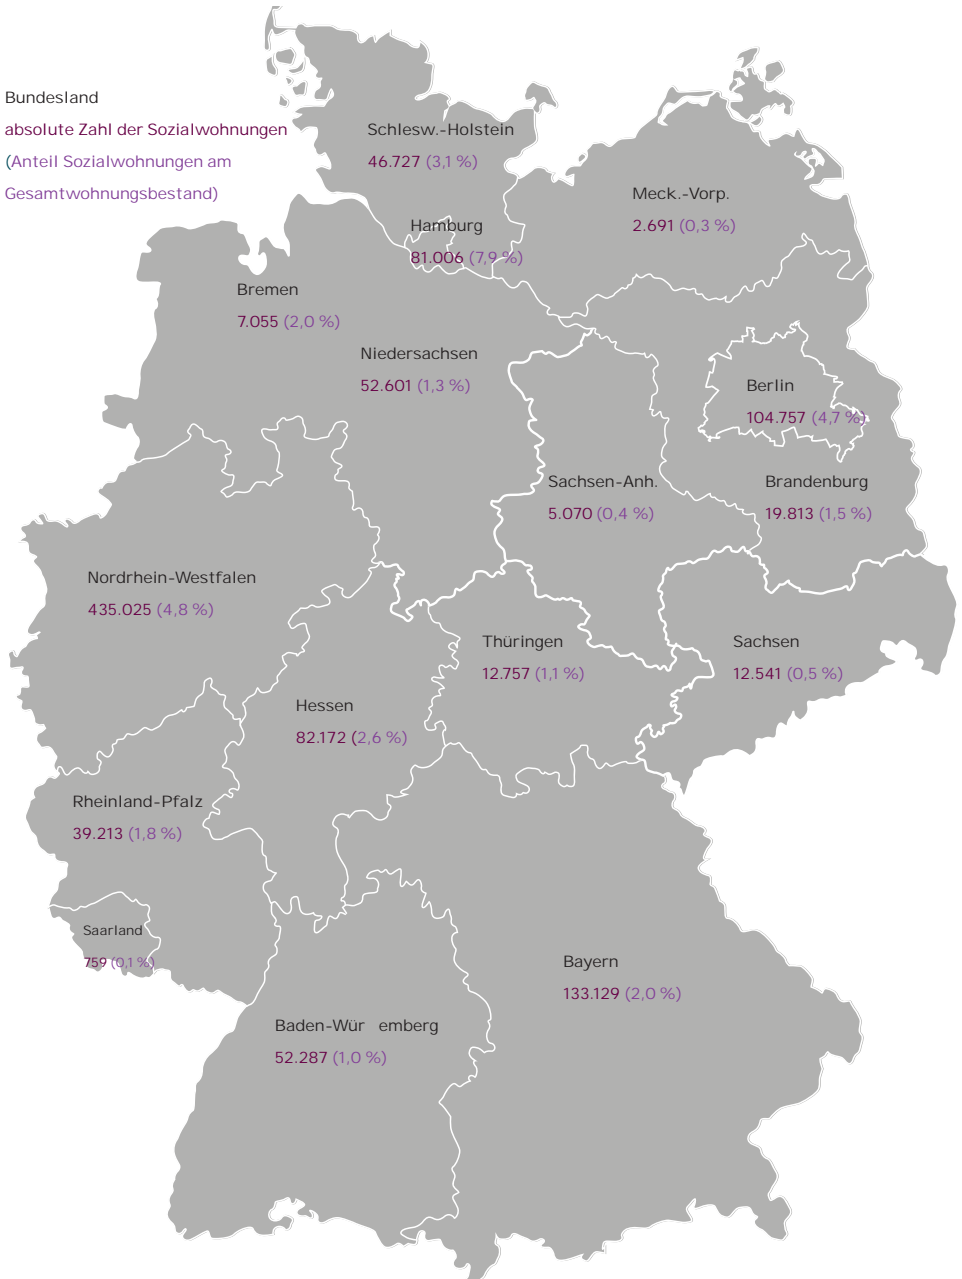 Bundesland
absolute Zahl der Sozialwohnungen
(Anteil Sozialwohnungen am
Gesamtwohnungsbestand)
Schlesw.-Holstein
46.727 (3,1 %)
Meck.-Vorp.
2.691 (0,3 %)
Hamburg
81.006 (7,9 %)
Bremen
7.055 (2,0 %)
Niedersachsen
52.601 (1,3 %)
Berlin
104.757 (4,7 %)
Sachsen-Anh.
5.070 (0,4 %)
Brandenburg
19.813 (1,5 %)
Nordrhein-Westfalen
435.025 (4,8 %)
Thüringen
12.757 (1,1 %)
Sachsen
12.541 (0,5 %)
Hessen
82.172 (2,6 %)
Rheinland-Pfalz
39.213 (1,8 %)
Saarland
759 (0,1 %)
Bayern
133.129 (2,0 %)
Baden-Wür emberg
52.287 (1,0 %)